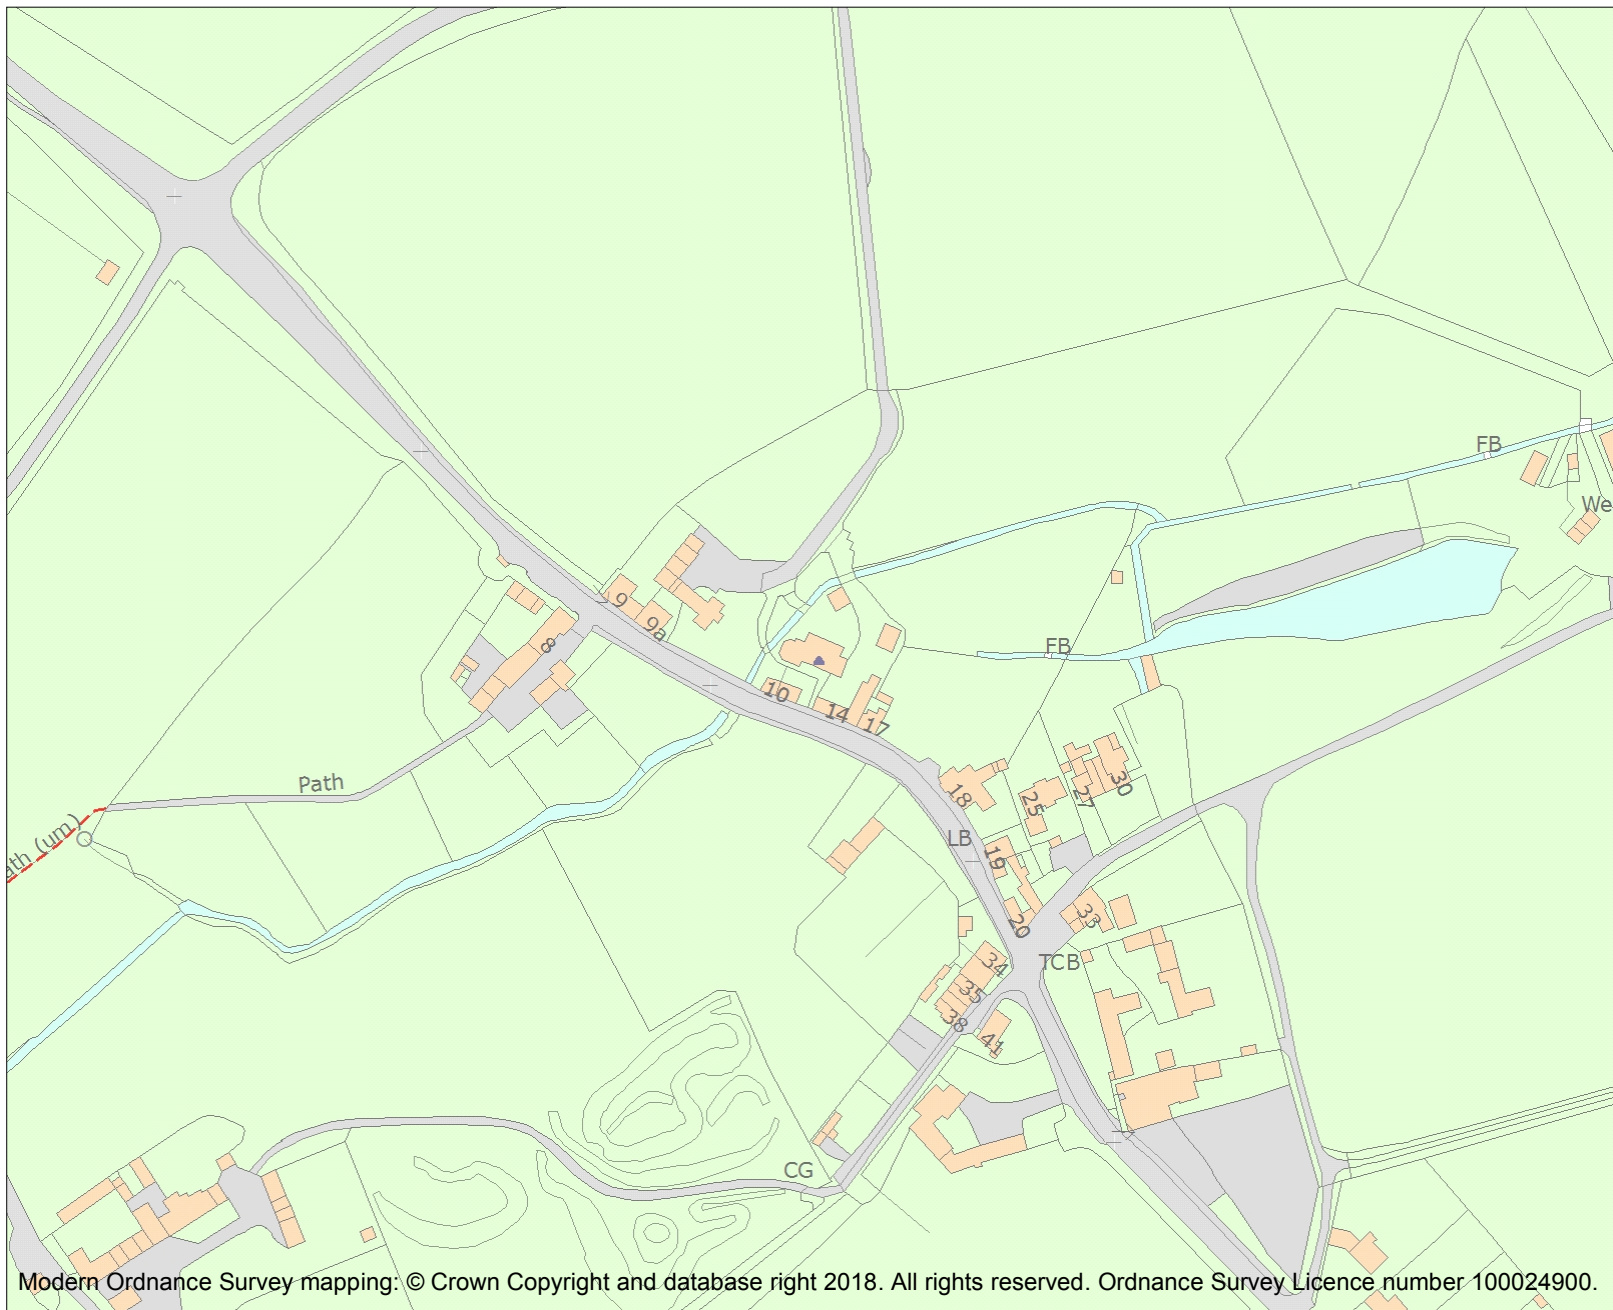 FB
We
9
9a
8
FB
10
14
17
Path
30
27
25
18
ath (um)
LB
19
33
20
TCB
34
35
38
41
CG
Modern Ordnance Survey mapping: © Crown Copyright and database right 2018. All rights reserved. Ordnance Survey Licence number 100024900.